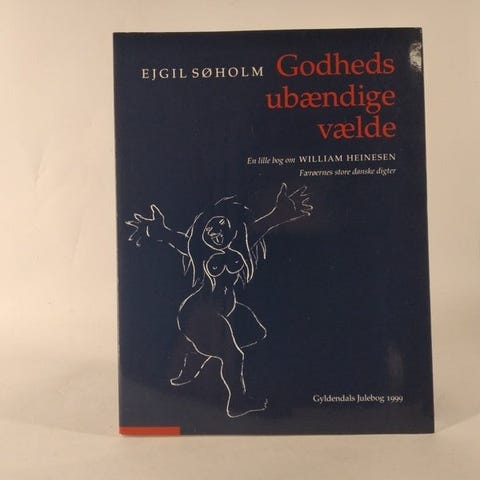 EJGIL SØHOLM Godheds
ubændige
vælde
En lille bog om WILLIAM HEINESEN
Færøernes store danske digter
Gyldendals Julebog 1999